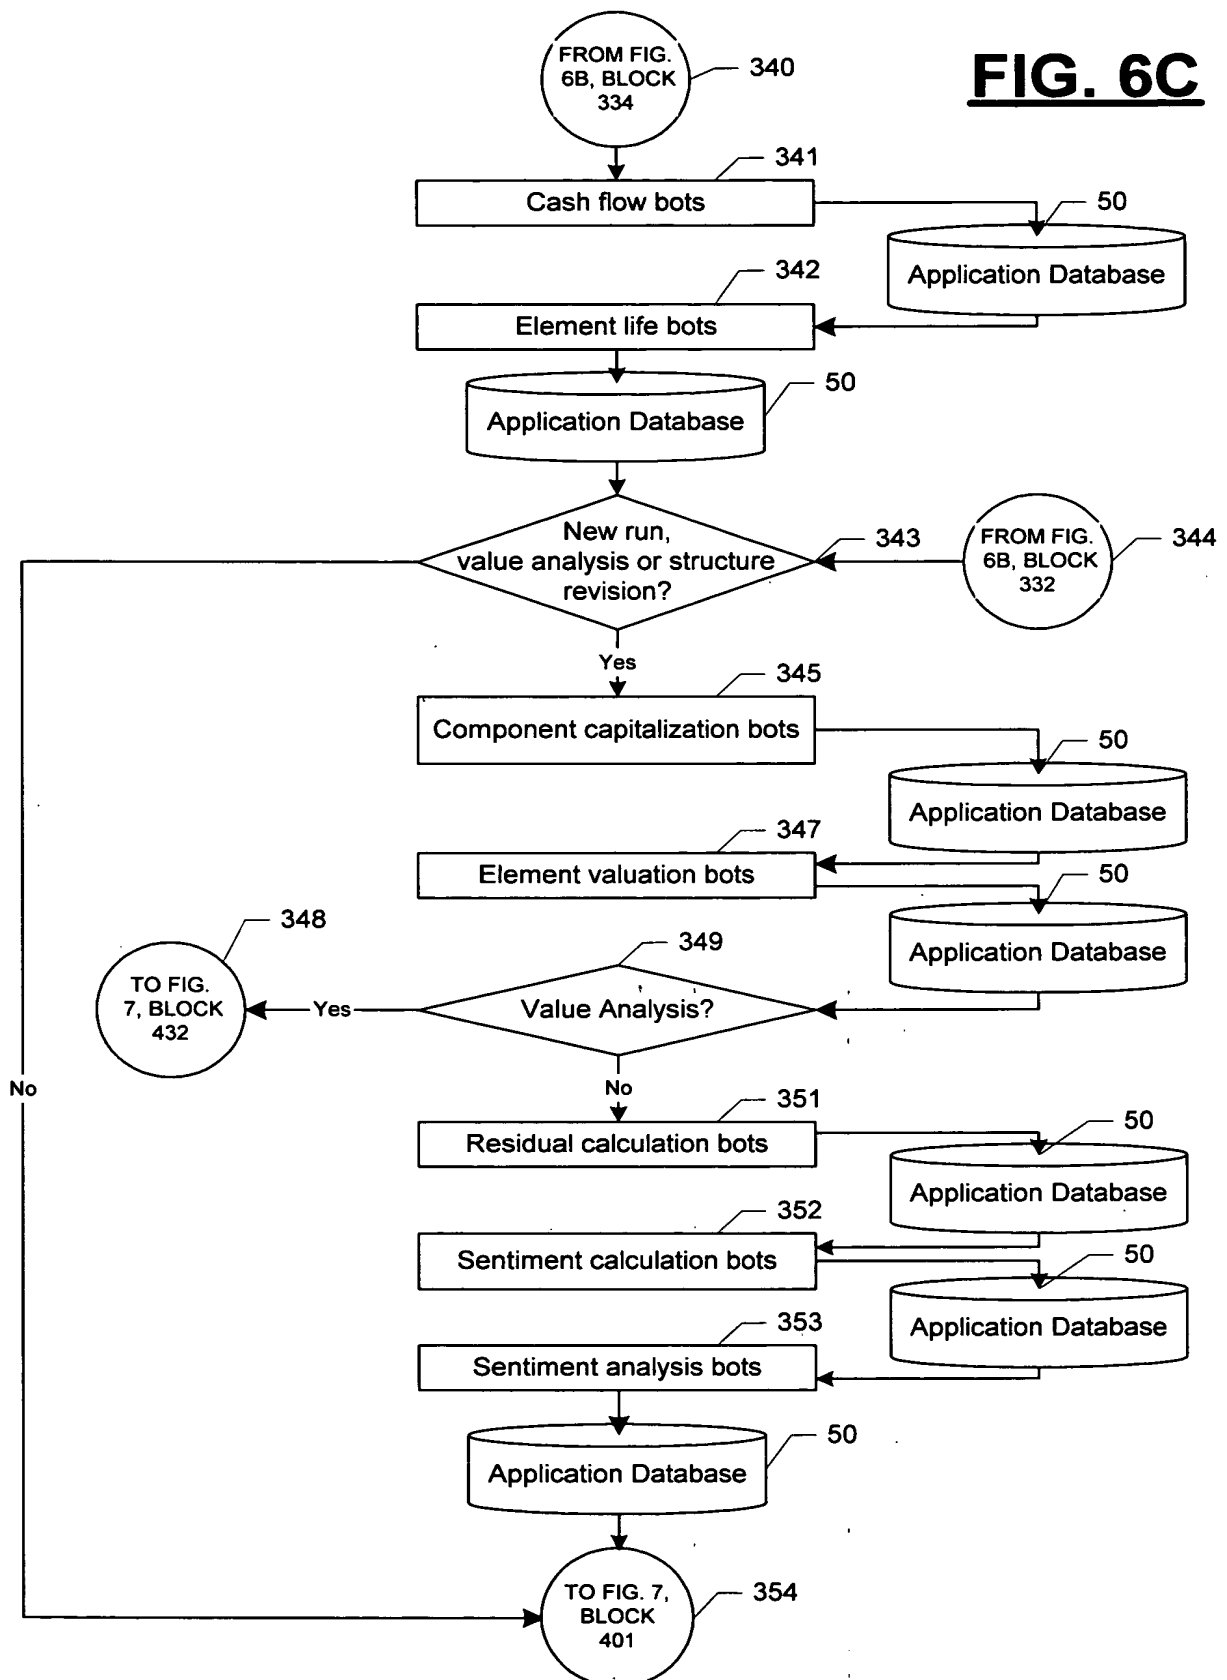 FROM FIG.
6B, BLOCK
334
340
FIG. 6C
341
Cash flow bots
50
Application Database
342
Element life bots
50
Application Database
New run,
value analysis or structure
revision?
343
FROM FIG.
6B, BLOCK
332
344
Yes
345
Component capitalization bots
50
Application Database
347
Element valuation bots
50
Application Database
348
TO FIG.
7, BLOCK
432
Yes
349
Value Analysis?
No
No
351
Residual calculation bots
50
Application Database
352
Sentiment calculation bots
50
Application Database
353
Sentiment analysis bots
50
Application Database
TO FIG. 7,
BLOCK
401
354